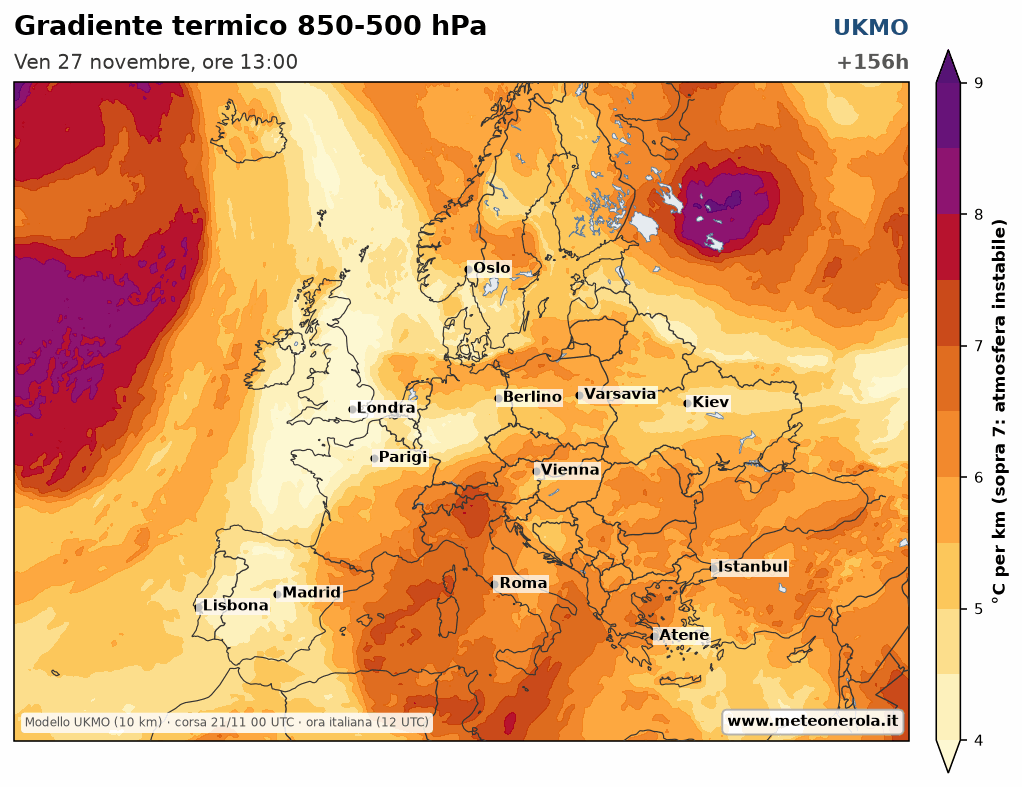 Gradiente termico 850-500 hPa
UKMO
Ven 27 novembre, ore 13:00
+156h
9
8
7
6
5
4
°C per km (sopra 7: atmosfera instabile)
Oslo
Londra
Berlino
Varsavia
Kiev
Parigi
Vienna
Istanbul
Roma
Madrid
Lisbona
Atene
Modello UKMO (10 km) · corsa 21/11 00 UTC · ora italiana (12 UTC)
www.meteonerola.it